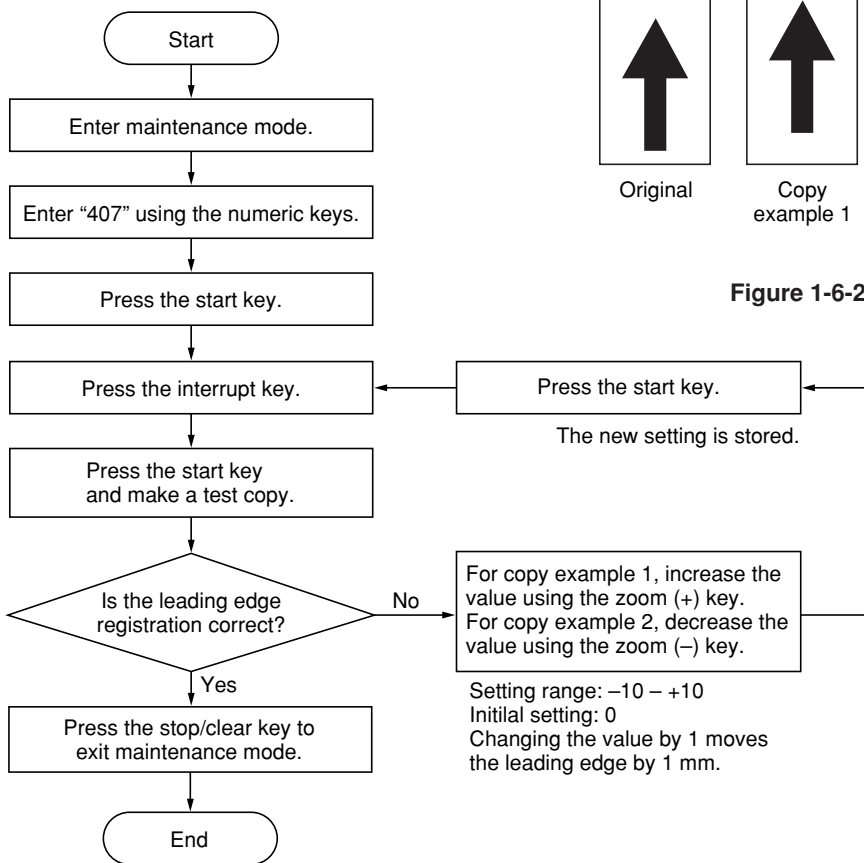 Start
Enter maintenance mode.
Enter “407” using the numeric keys.
Press the start key.
Press the interrupt key.
Press the start key
and make a test copy.
Is the leading edge
registration correct?
Yes
No
Press the stop/clear key to
exit maintenance mode.
End
For copy example 1, increase the
value using the zoom (+) key.
For copy example 2, decrease the
value using the zoom (–) key.
Setting range: –10 – +10
Initilal setting: 0
Changing the value by 1 moves
the leading edge by 1 mm.
Press the start key.
The new setting is stored.
Original
Copy
example 1
Figure 1-6-2